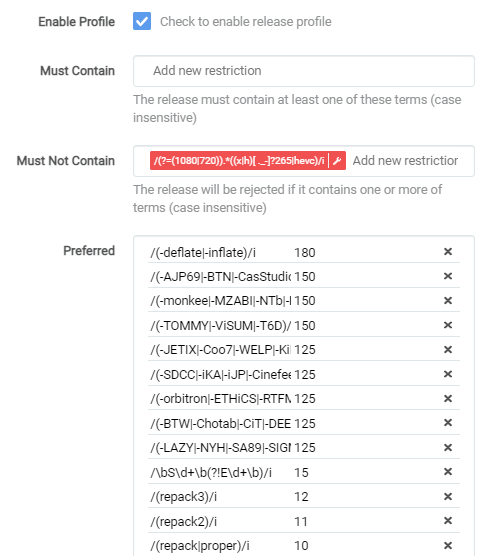 Enable Profile Check to enable release profile
Must Contain Add new restriction
The release must contain at least one of these terms (case
insensitive)
Must Not Contain /(?=(1080|720)).*((x|h)[ ._-]?265|hevc)/i Add new restriction
The release will be rejected if it contains one or more of
terms (case insensitive)
Preferred
/(-deflate|-inflate)/i 180
/(-AJP69|-BTN|-CasStudio 150
/(-monkee|-MZABI|-NTb|- 150
/(-TOMMY|-ViSUM|-T6D)/ 150
/(-JETIX|-Coo7|-WELP|-Ki 125
/(-SDCC|-iKA|-iJP|-Cinefee 125
/(-orbitron|-ETHiCS|-RTFM 125
/(-BTW|-Chotab|-CiT|-DEE 125
/(-LAZY|-NYH|-SA89|-SIGM 125
/\bS\d+\b(?!E\d+\b)/i 15
/(repack3)/i 12
/(repack2)/i 11
/(repack|proper)/i 10